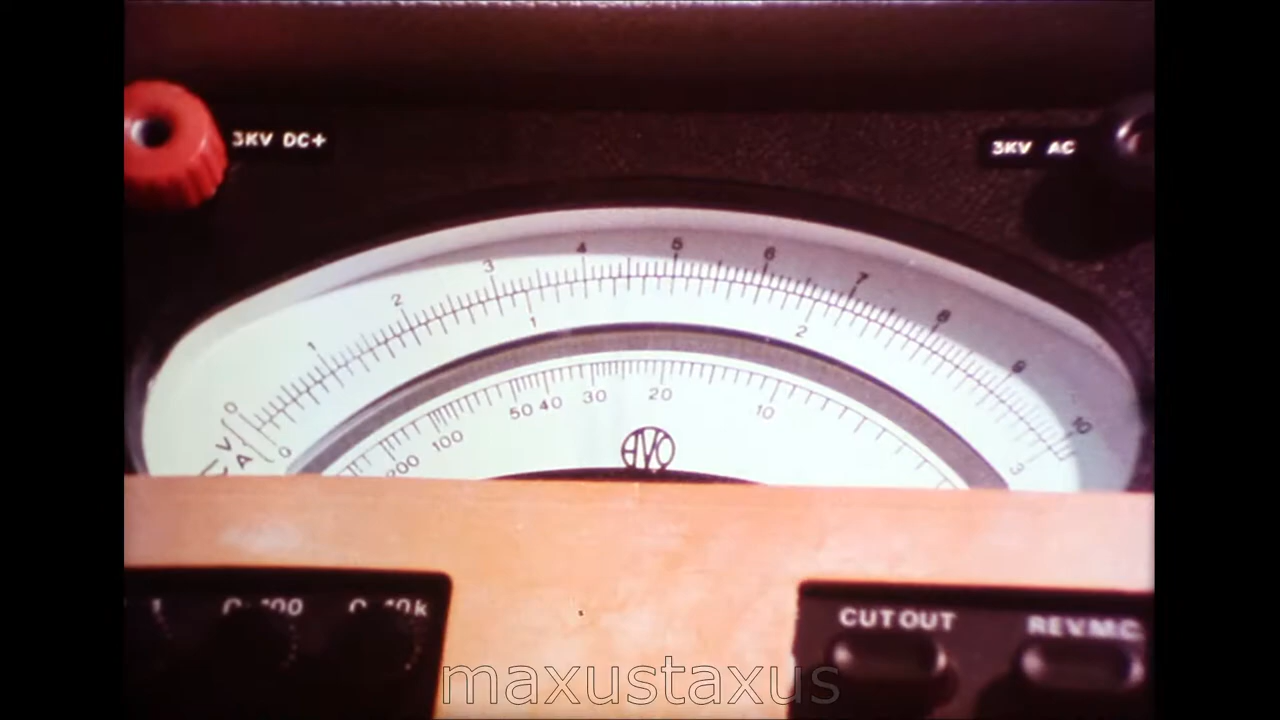 3KV DC+
3KV AC
0 1 2 3 4 5 6 7 8 9 10
0 1 2 3
V
A
100 50 40 30 20 10
AVO
CUT OUT
REV.M.C.
maxustaxus